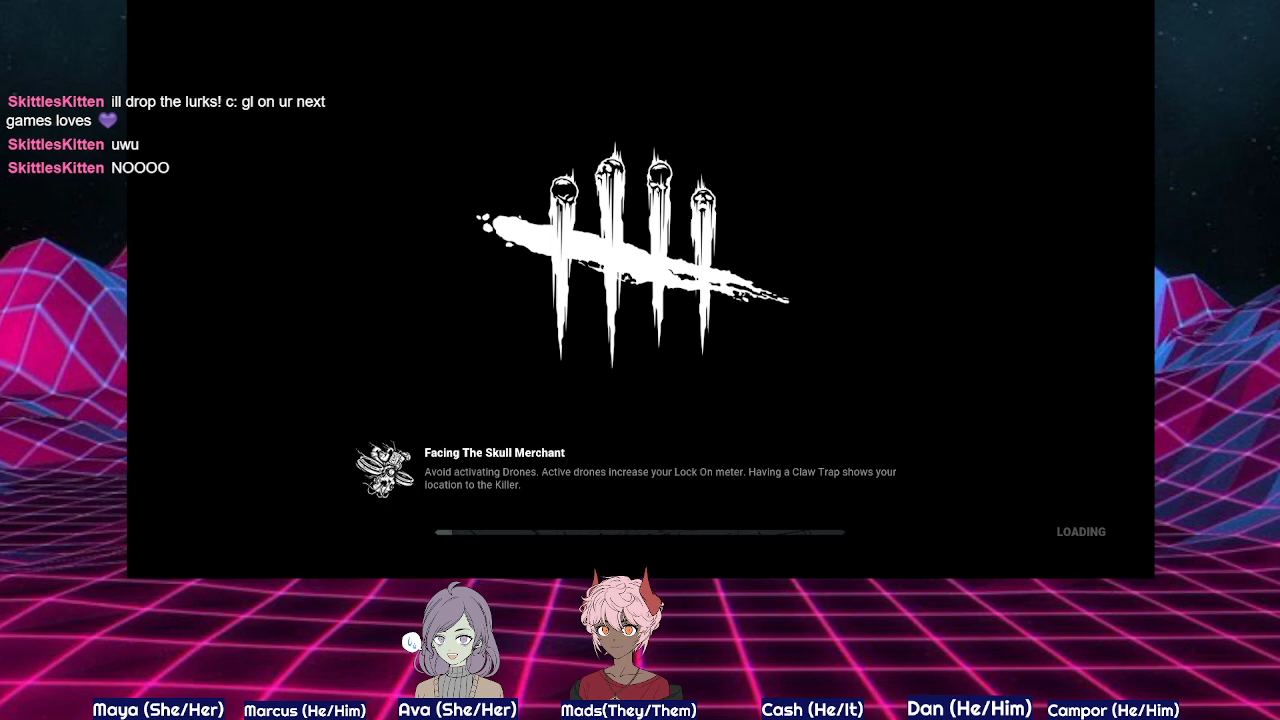 SkittlesKitten ill drop the lurks! c: gl on ur next
games loves 💜
SkittlesKitten uwu
SkittlesKitten NOOOO
Facing The Skull Merchant
Avoid activating Drones. Active drones increase your Lock On meter. Having a Claw Trap shows your
location to the Killer.
LOADING
Maya (She/Her) Marcus (He/Him) Ava (She/Her) Mads(They/Them) Cash (He/It) Dan (He/Him) Campor (He/Him)